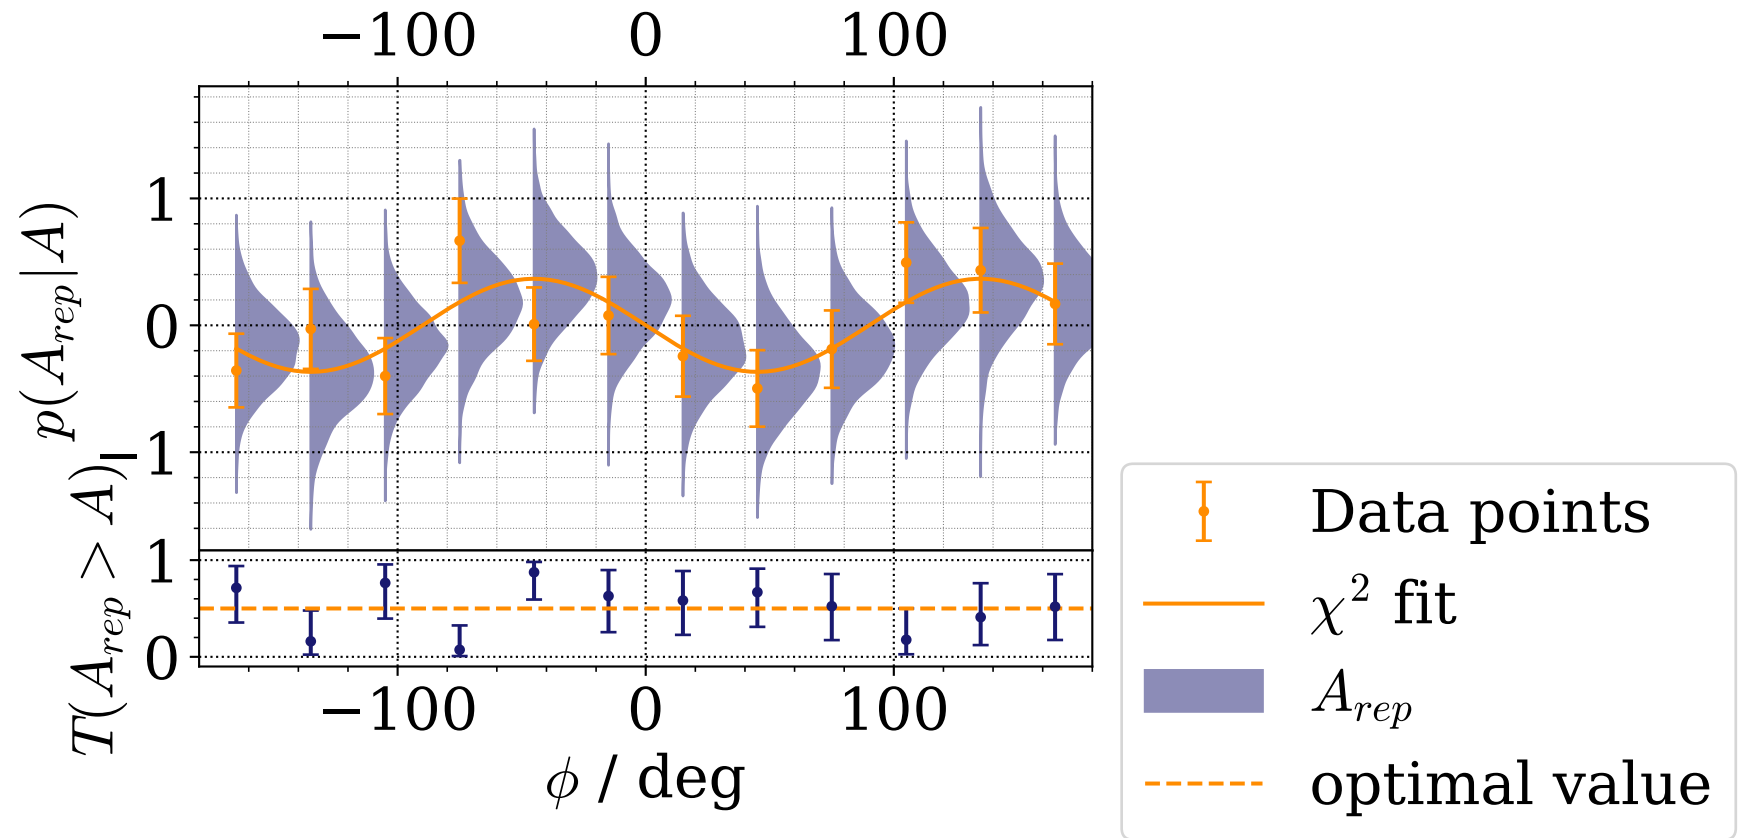 −100 0 100
p(A_rep|A)
1
0
−1
T(A_rep > A)
1
0
−100 0 100
ϕ / deg
Data points
χ² fit
A_rep
optimal value